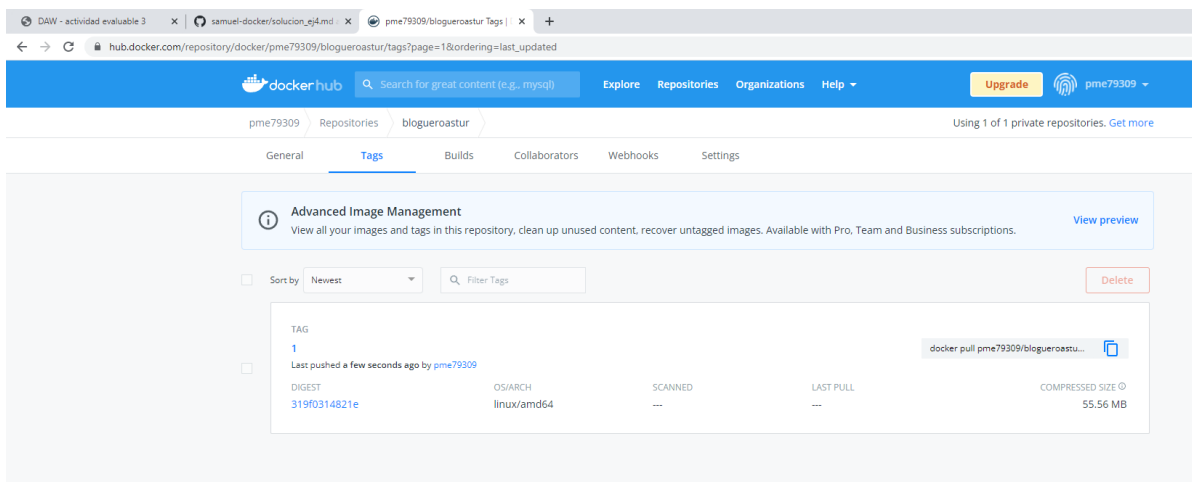 DAW - actividad evaluable 3
samuel-docker/solucion_ej4.md
pme79309/blogueroastur Tags |
hub.docker.com/repository/docker/pme79309/blogueroastur/tags?page=1&ordering=last_updated
dockerhub
Search for great content (e.g., mysql)
Explore
Repositories
Organizations
Help
Upgrade
pme79309
pme79309
Repositories
blogueroastur
Using 1 of 1 private repositories. Get more
General
Tags
Builds
Collaborators
Webhooks
Settings
Advanced Image Management
View all your images and tags in this repository, clean up unused content, recover untagged images. Available with Pro, Team and Business subscriptions.
View preview
Sort by
Newest
Filter Tags
Delete
TAG
1
Last pushed a few seconds ago by pme79309
docker pull pme79309/blogueroastu...
DIGEST
OS/ARCH
SCANNED
LAST PULL
COMPRESSED SIZE
319f0314821e
linux/amd64
---
---
55.56 MB